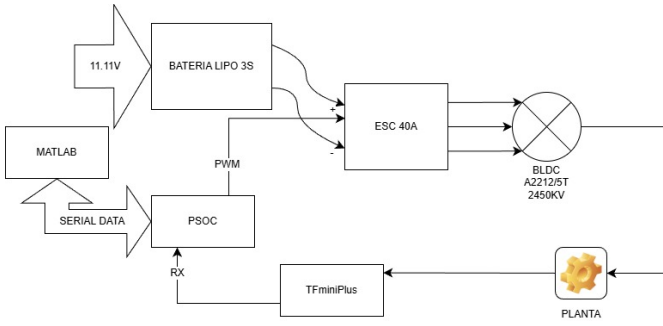 11.11V
BATERIA LIPO 3S
+
-
ESC 40A
MATLAB
PWM
BLDC
A2212/5T
2450KV
SERIAL DATA
PSOC
RX
TFminiPlus
PLANTA